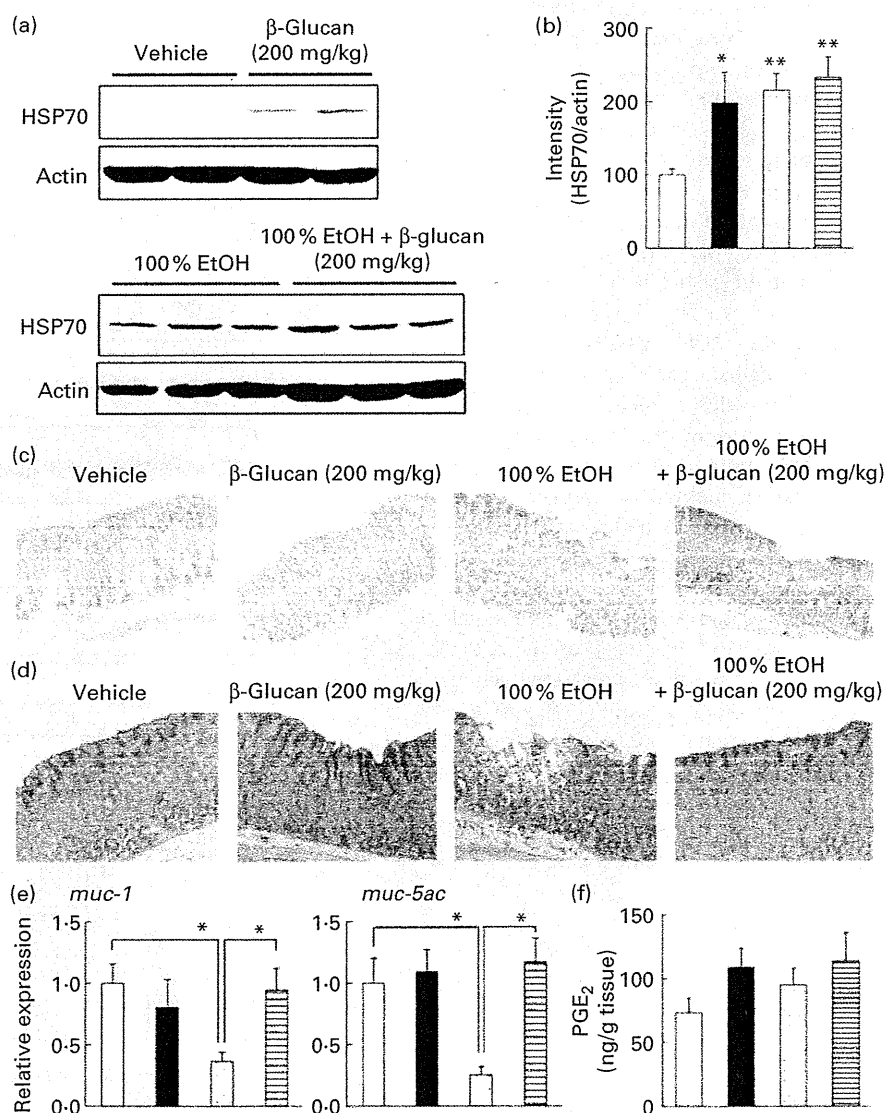 (a)
Vehicle
β-Glucan
(200 mg/kg)
HSP70
Actin
100% EtOH
100% EtOH + β-glucan
(200 mg/kg)
HSP70
Actin
(b)
Intensity
(HSP70/actin)
300
200
100
0
*
**
**
(c)
Vehicle
β-Glucan (200 mg/kg)
100% EtOH
100% EtOH
+ β-glucan (200 mg/kg)
(d)
Vehicle
β-Glucan (200 mg/kg)
100% EtOH
100% EtOH
+ β-glucan (200 mg/kg)
(e)
muc-1
Relative expression
1·5
1·0
0·5
0·0
*
*
muc-5ac
1·5
1·0
0·5
0·0
*
*
(f)
PGE₂
(ng/g tissue)
150
100
50
0